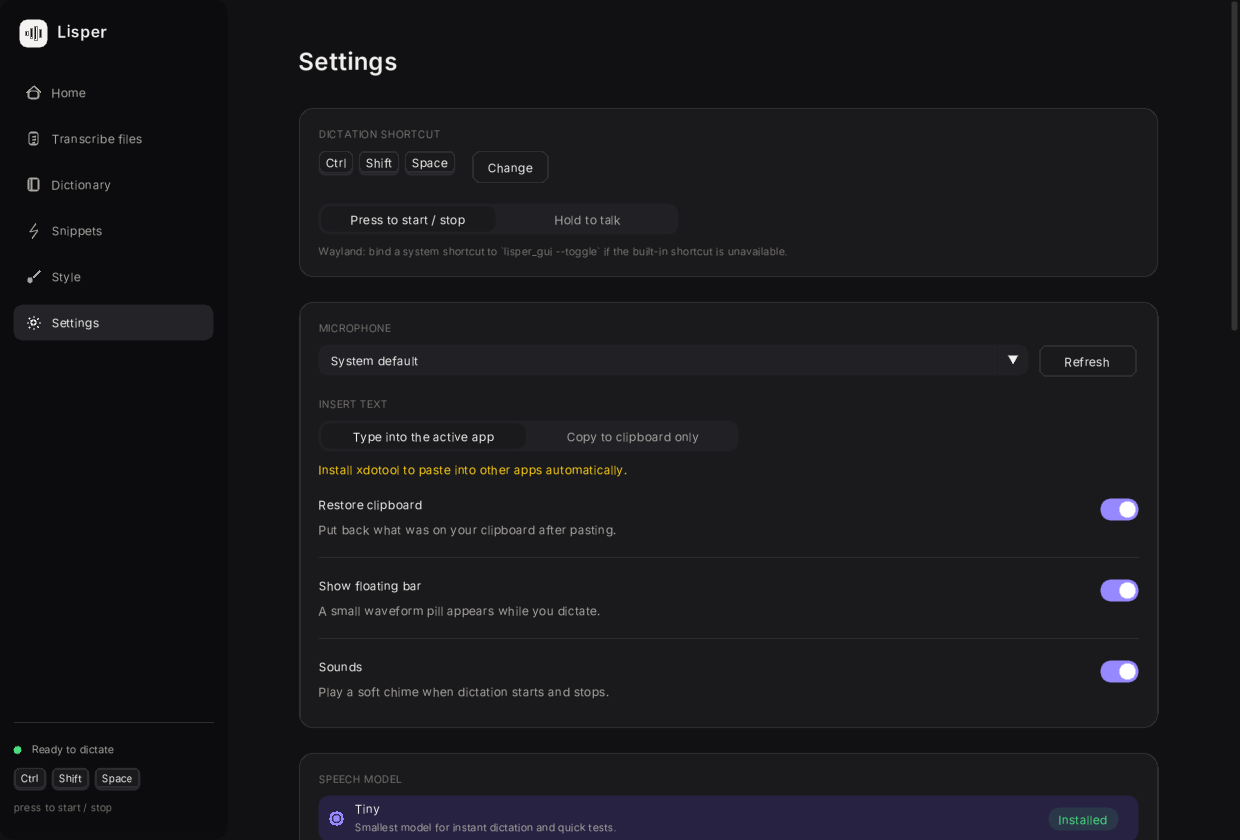 Lisper
Home
Transcribe files
Dictionary
Snippets
Style
Settings
Ready to dictate
Ctrl Shift Space
press to start / stop
Settings
DICTATION SHORTCUT
Ctrl Shift Space Change
Press to start / stop Hold to talk
Wayland: bind a system shortcut to `lisper_gui --toggle` if the built-in shortcut is unavailable.
MICROPHONE
System default Refresh
INSERT TEXT
Type into the active app Copy to clipboard only
Install xdotool to paste into other apps automatically.
Restore clipboard
Put back what was on your clipboard after pasting.
Show floating bar
A small waveform pill appears while you dictate.
Sounds
Play a soft chime when dictation starts and stops.
SPEECH MODEL
Tiny
Smallest model for instant dictation and quick tests.
Installed